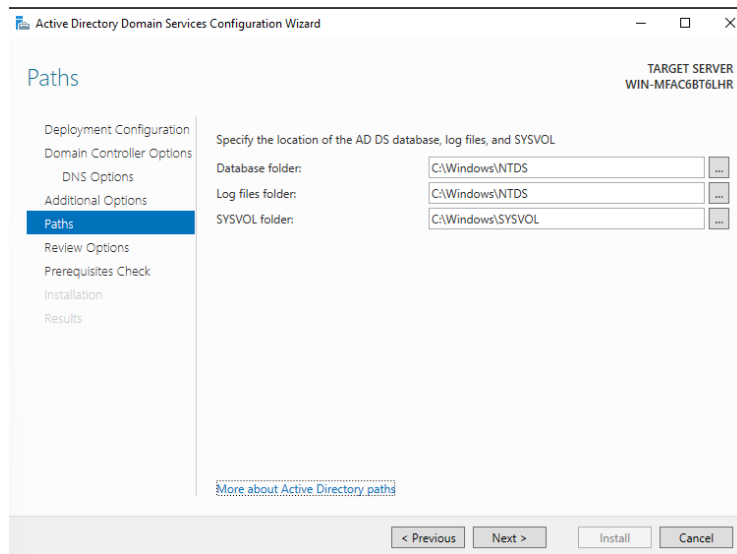 Active Directory Domain Services Configuration Wizard
TARGET SERVER
WIN-MFAC6BT6LHR
Paths
Deployment Configuration
Domain Controller Options
DNS Options
Additional Options
Paths
Review Options
Prerequisites Check
Installation
Results
Specify the location of the AD DS database, log files, and SYSVOL
Database folder: C:\Windows\NTDS ...
Log files folder: C:\Windows\NTDS ...
SYSVOL folder: C:\Windows\SYSVOL ...
More about Active Directory paths
< Previous Next > Install Cancel